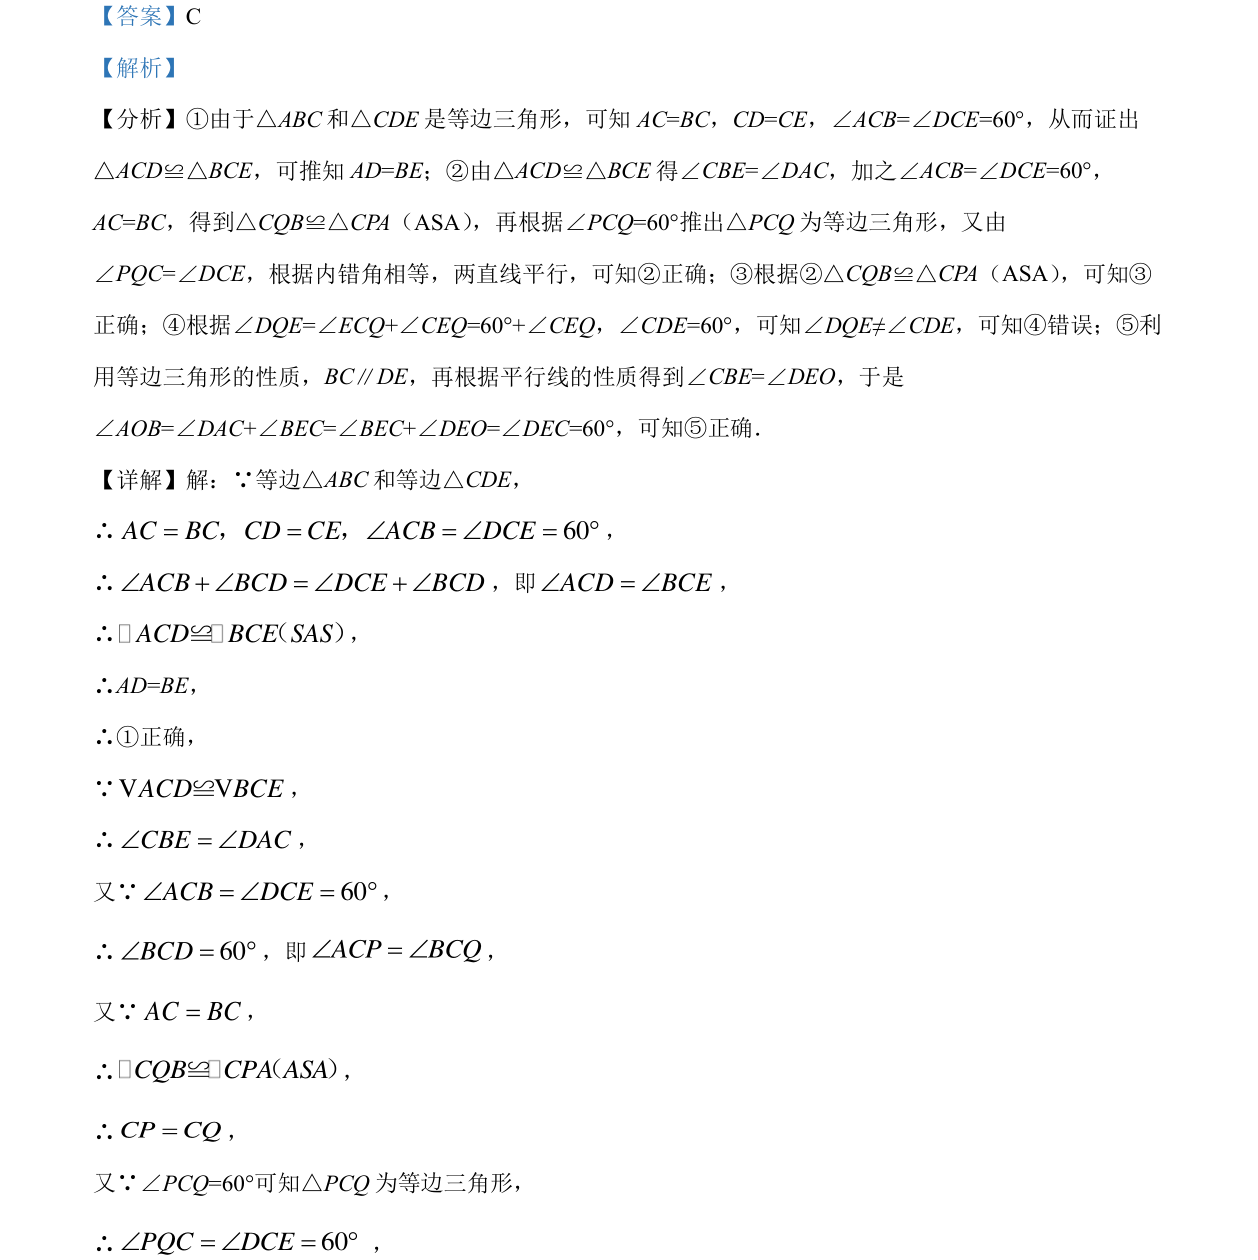 【答案】C
【解析】
【分析】①由于△ABC和△CDE是等边三角形，可知AC=BC，CD=CE，∠ACB=∠DCE=60°，从而证出
△ACD≌△BCE，可推知AD=BE；②由△ACD≌△BCE得∠CBE=∠DAC，加之∠ACB=∠DCE=60°，
AC=BC，得到△CQB≌△CPA（ASA），再根据∠PCQ=60°推出△PCQ为等边三角形，又由
∠PQC=∠DCE，根据内错角相等，两直线平行，可知②正确；③根据②△CQB≌△CPA（ASA），可知③
正确；④根据∠DQE=∠ECQ+∠CEQ=60°+∠CEQ，∠CDE=60°，可知∠DQE≠∠CDE，可知④错误；⑤利
用等边三角形的性质，BC∥DE，再根据平行线的性质得到∠CBE=∠DEO，于是
∠AOB=∠DAC+∠BEC=∠BEC+∠DEO=∠DEC=60°，可知⑤正确．
【详解】解：∵等边△ABC和等边△CDE，
∴AC=BC，CD=CE，∠ACB=∠DCE=60°，
∴∠ACB+∠BCD=∠DCE+∠BCD，即∠ACD=∠BCE，
∴□ACD≌□BCE(SAS)，
∴AD=BE，
∴①正确，
∵VACD≌VBCE，
∴∠CBE=∠DAC，
又∵∠ACB=∠DCE=60°，
∴∠BCD=60°，即∠ACP=∠BCQ，
又∵AC=BC，
∴□CQB≌□CPA(ASA)，
∴CP=CQ，
又∵∠PCQ=60°可知△PCQ为等边三角形，
∴∠PQC=∠DCE=60°，